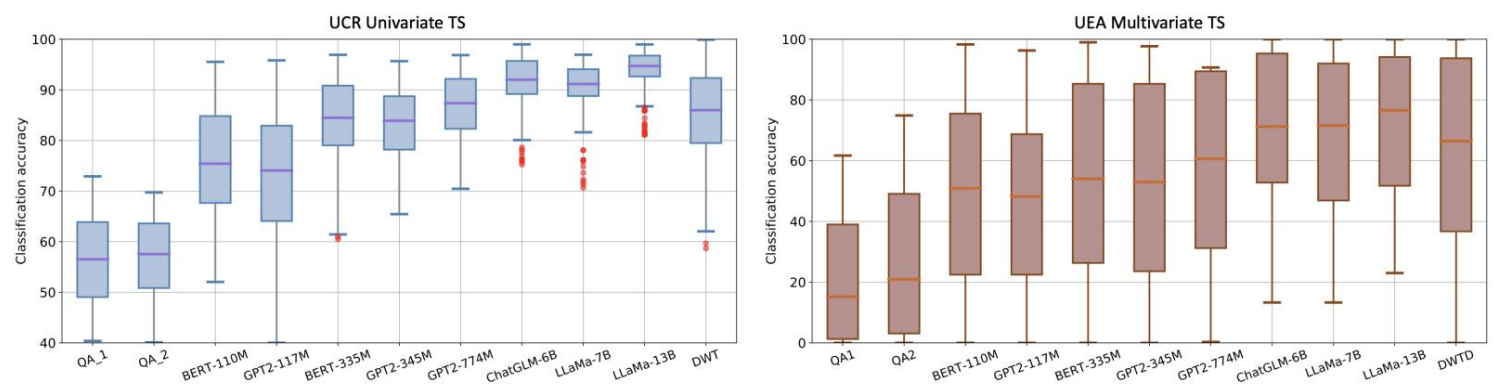 UCR Univariate TS
Classification accuracy
100
90
80
70
60
50
40
QA_1
QA_2
BERT-110M
GPT2-117M
BERT-335M
GPT2-345M
GPT2-774M
ChatGLM-6B
LLaMa-7B
LLaMa-13B
DWT
UEA Multivariate TS
Classification accuracy
100
80
60
40
20
0
QA1
QA2
BERT-110M
GPT2-117M
BERT-335M
GPT2-345M
GPT2-774M
ChatGLM-6B
LLaMa-7B
LLaMa-13B
DWTD